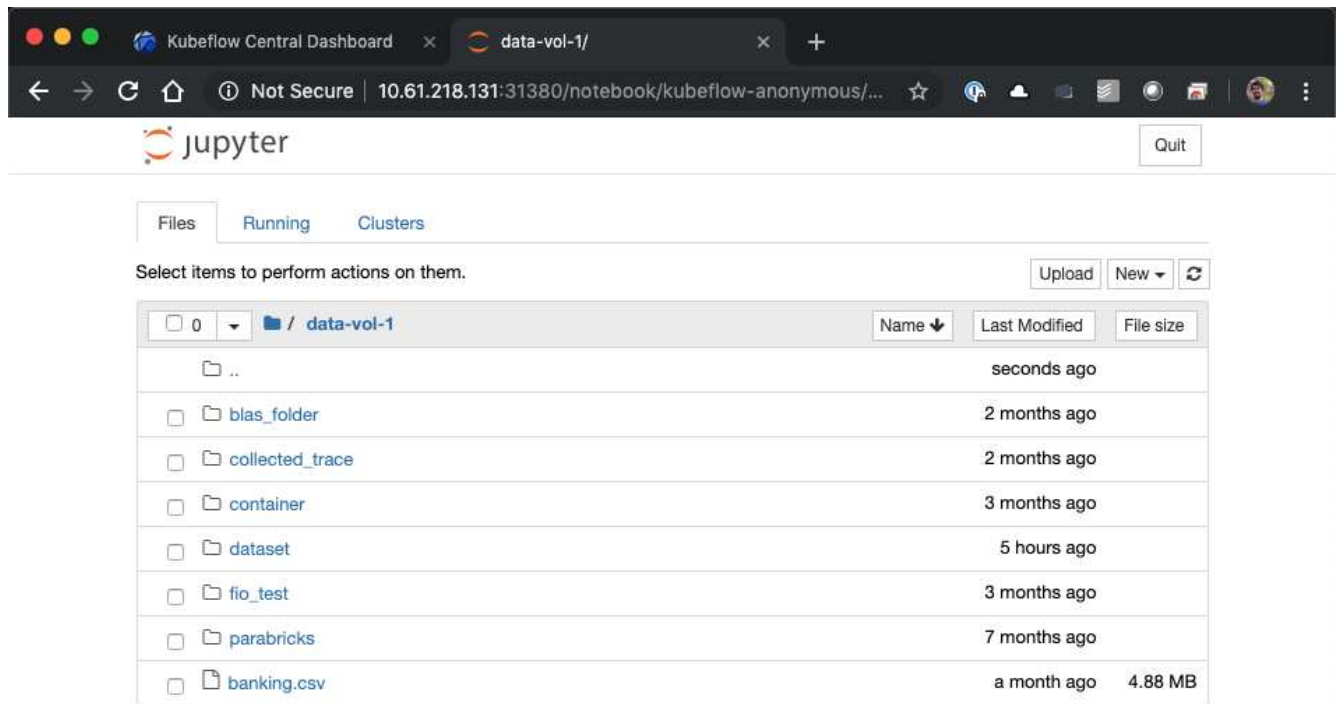 Kubeflow Central Dashboard
data-vol-1/
Not Secure | 10.61.218.131:31380/notebook/kubeflow-anonymous/...
jupyter
Quit
Files Running Clusters
Select items to perform actions on them.
Upload New
0 / data-vol-1 Name Last Modified File size
.. seconds ago
blas_folder 2 months ago
collected_trace 2 months ago
container 3 months ago
dataset 5 hours ago
fio_test 3 months ago
parabricks 7 months ago
banking.csv a month ago 4.88 MB